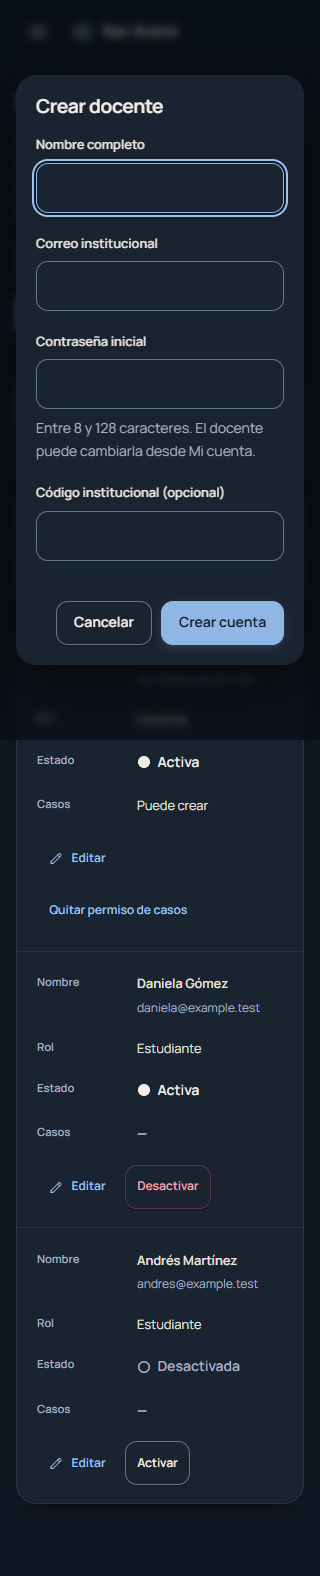 Crear docente
Nombre completo
Correo institucional
Contraseña inicial
Entre 8 y 128 caracteres. El docente
puede cambiarla desde Mi cuenta.
Código institucional (opcional)
Cancelar
Crear cuenta
Estado
Activa
Casos
Puede crear
Editar
Quitar permiso de casos
Nombre
Daniela Gómez
daniela@example.test
Rol
Estudiante
Estado
Activa
Casos
—
Editar
Desactivar
Nombre
Andrés Martínez
andres@example.test
Rol
Estudiante
Estado
Desactivada
Casos
—
Editar
Activar